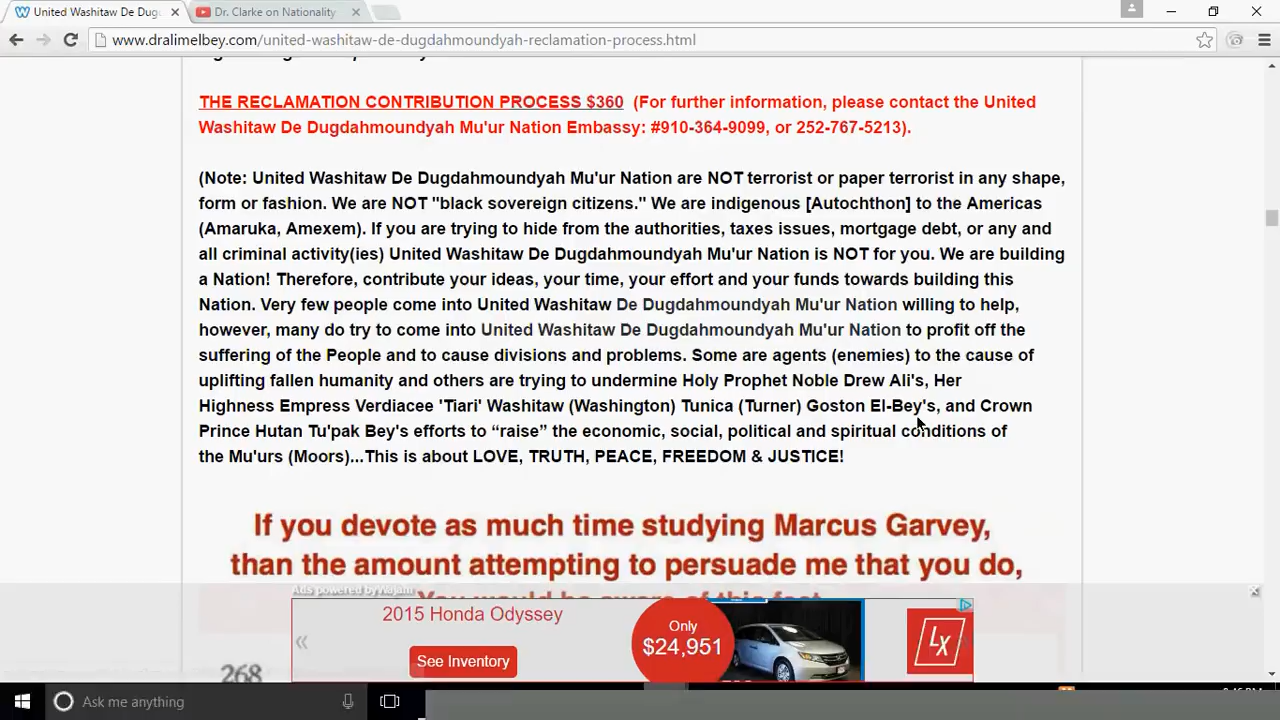 United Washitaw De Dug
Dr. Clarke on Nationality
www.dralimelbey.com/united-washitaw-de-dugdahmoundyah-reclamation-process.html
THE RECLAMATION CONTRIBUTION PROCESS $360 (For further information, please contact the United
Washitaw De Dugdahmoundyah Mu'ur Nation Embassy: #910-364-9099, or 252-767-5213).
(Note: United Washitaw De Dugdahmoundyah Mu'ur Nation are NOT terrorist or paper terrorist in any shape,
form or fashion. We are NOT "black sovereign citizens." We are indigenous [Autochthon] to the Americas
(Amaruka, Amexem). If you are trying to hide from the authorities, taxes issues, mortgage debt, or any and
all criminal activity(ies) United Washitaw De Dugdahmoundyah Mu'ur Nation is NOT for you. We are building
a Nation! Therefore, contribute your ideas, your time, your effort and your funds towards building this
Nation. Very few people come into United Washitaw De Dugdahmoundyah Mu'ur Nation willing to help,
however, many do try to come into United Washitaw De Dugdahmoundyah Mu'ur Nation to profit off the
suffering of the People and to cause divisions and problems. Some are agents (enemies) to the cause of
uplifting fallen humanity and others are trying to undermine Holy Prophet Noble Drew Ali's, Her
Highness Empress Verdiacee 'Tiari' Washitaw (Washington) Tunica (Turner) Goston El-Bey's, and Crown
Prince Hutan Tu'pak Bey's efforts to “raise” the economic, social, political and spiritual conditions of
the Mu'urs (Moors)...This is about LOVE, TRUTH, PEACE, FREEDOM & JUSTICE!
If you devote as much time studying Marcus Garvey,
than the amount attempting to persuade me that you do,
You would be aware of this fact
Ads powered by Wajam
2015 Honda Odyssey
See Inventory
Only
$24,951
LX
268
Ask me anything